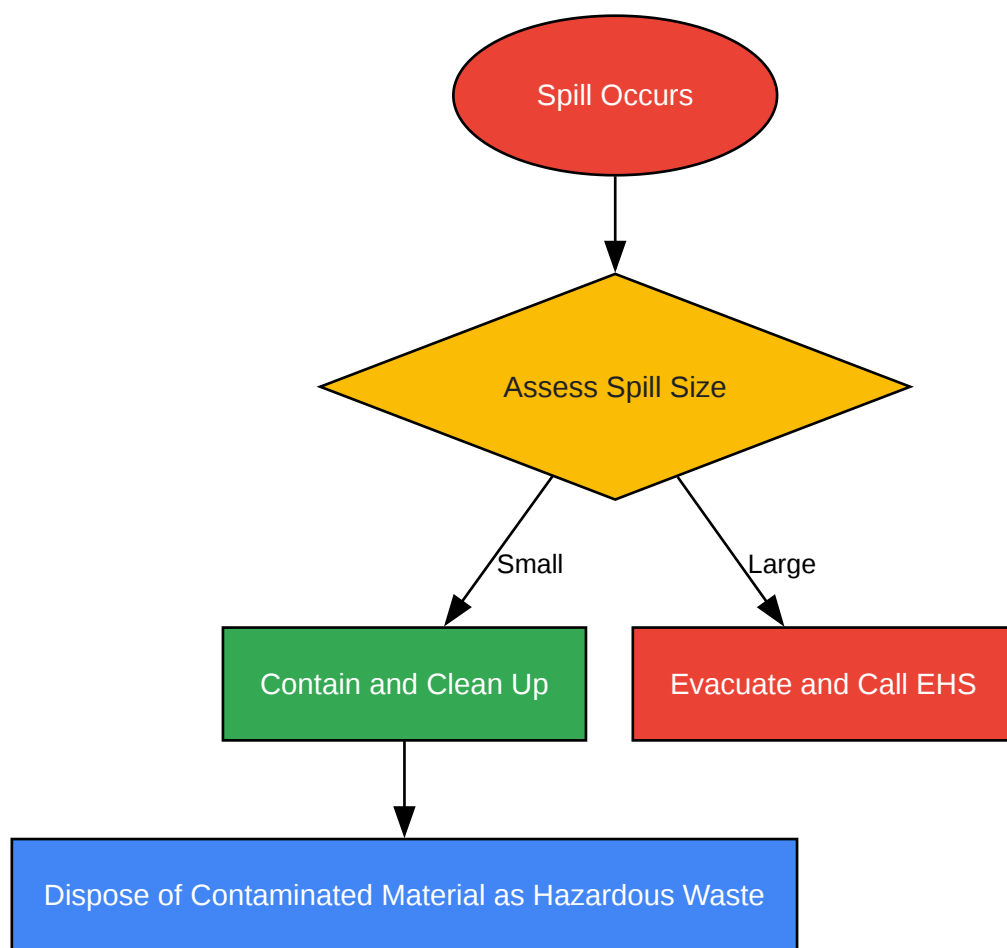 Spill Occurs
Assess Spill Size
Small
Large
Contain and Clean Up
Evacuate and Call EHS
Dispose of Contaminated Material as Hazardous Waste